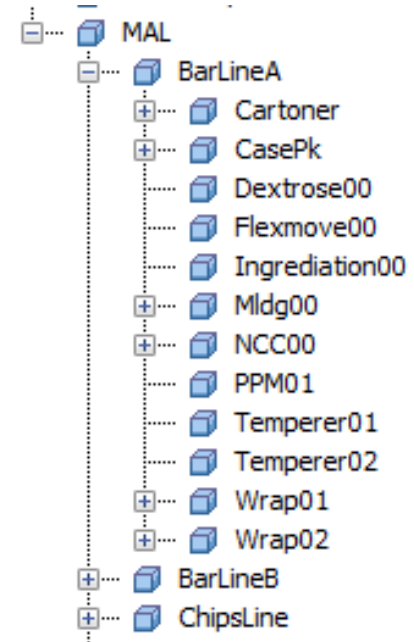 MAL
BarLineA
Cartoner
CasePk
Dextrose00
Flexmove00
Ingrediation00
Mldg00
NCC00
PPM01
Temperer01
Temperer02
Wrap01
Wrap02
BarLineB
ChipsLine